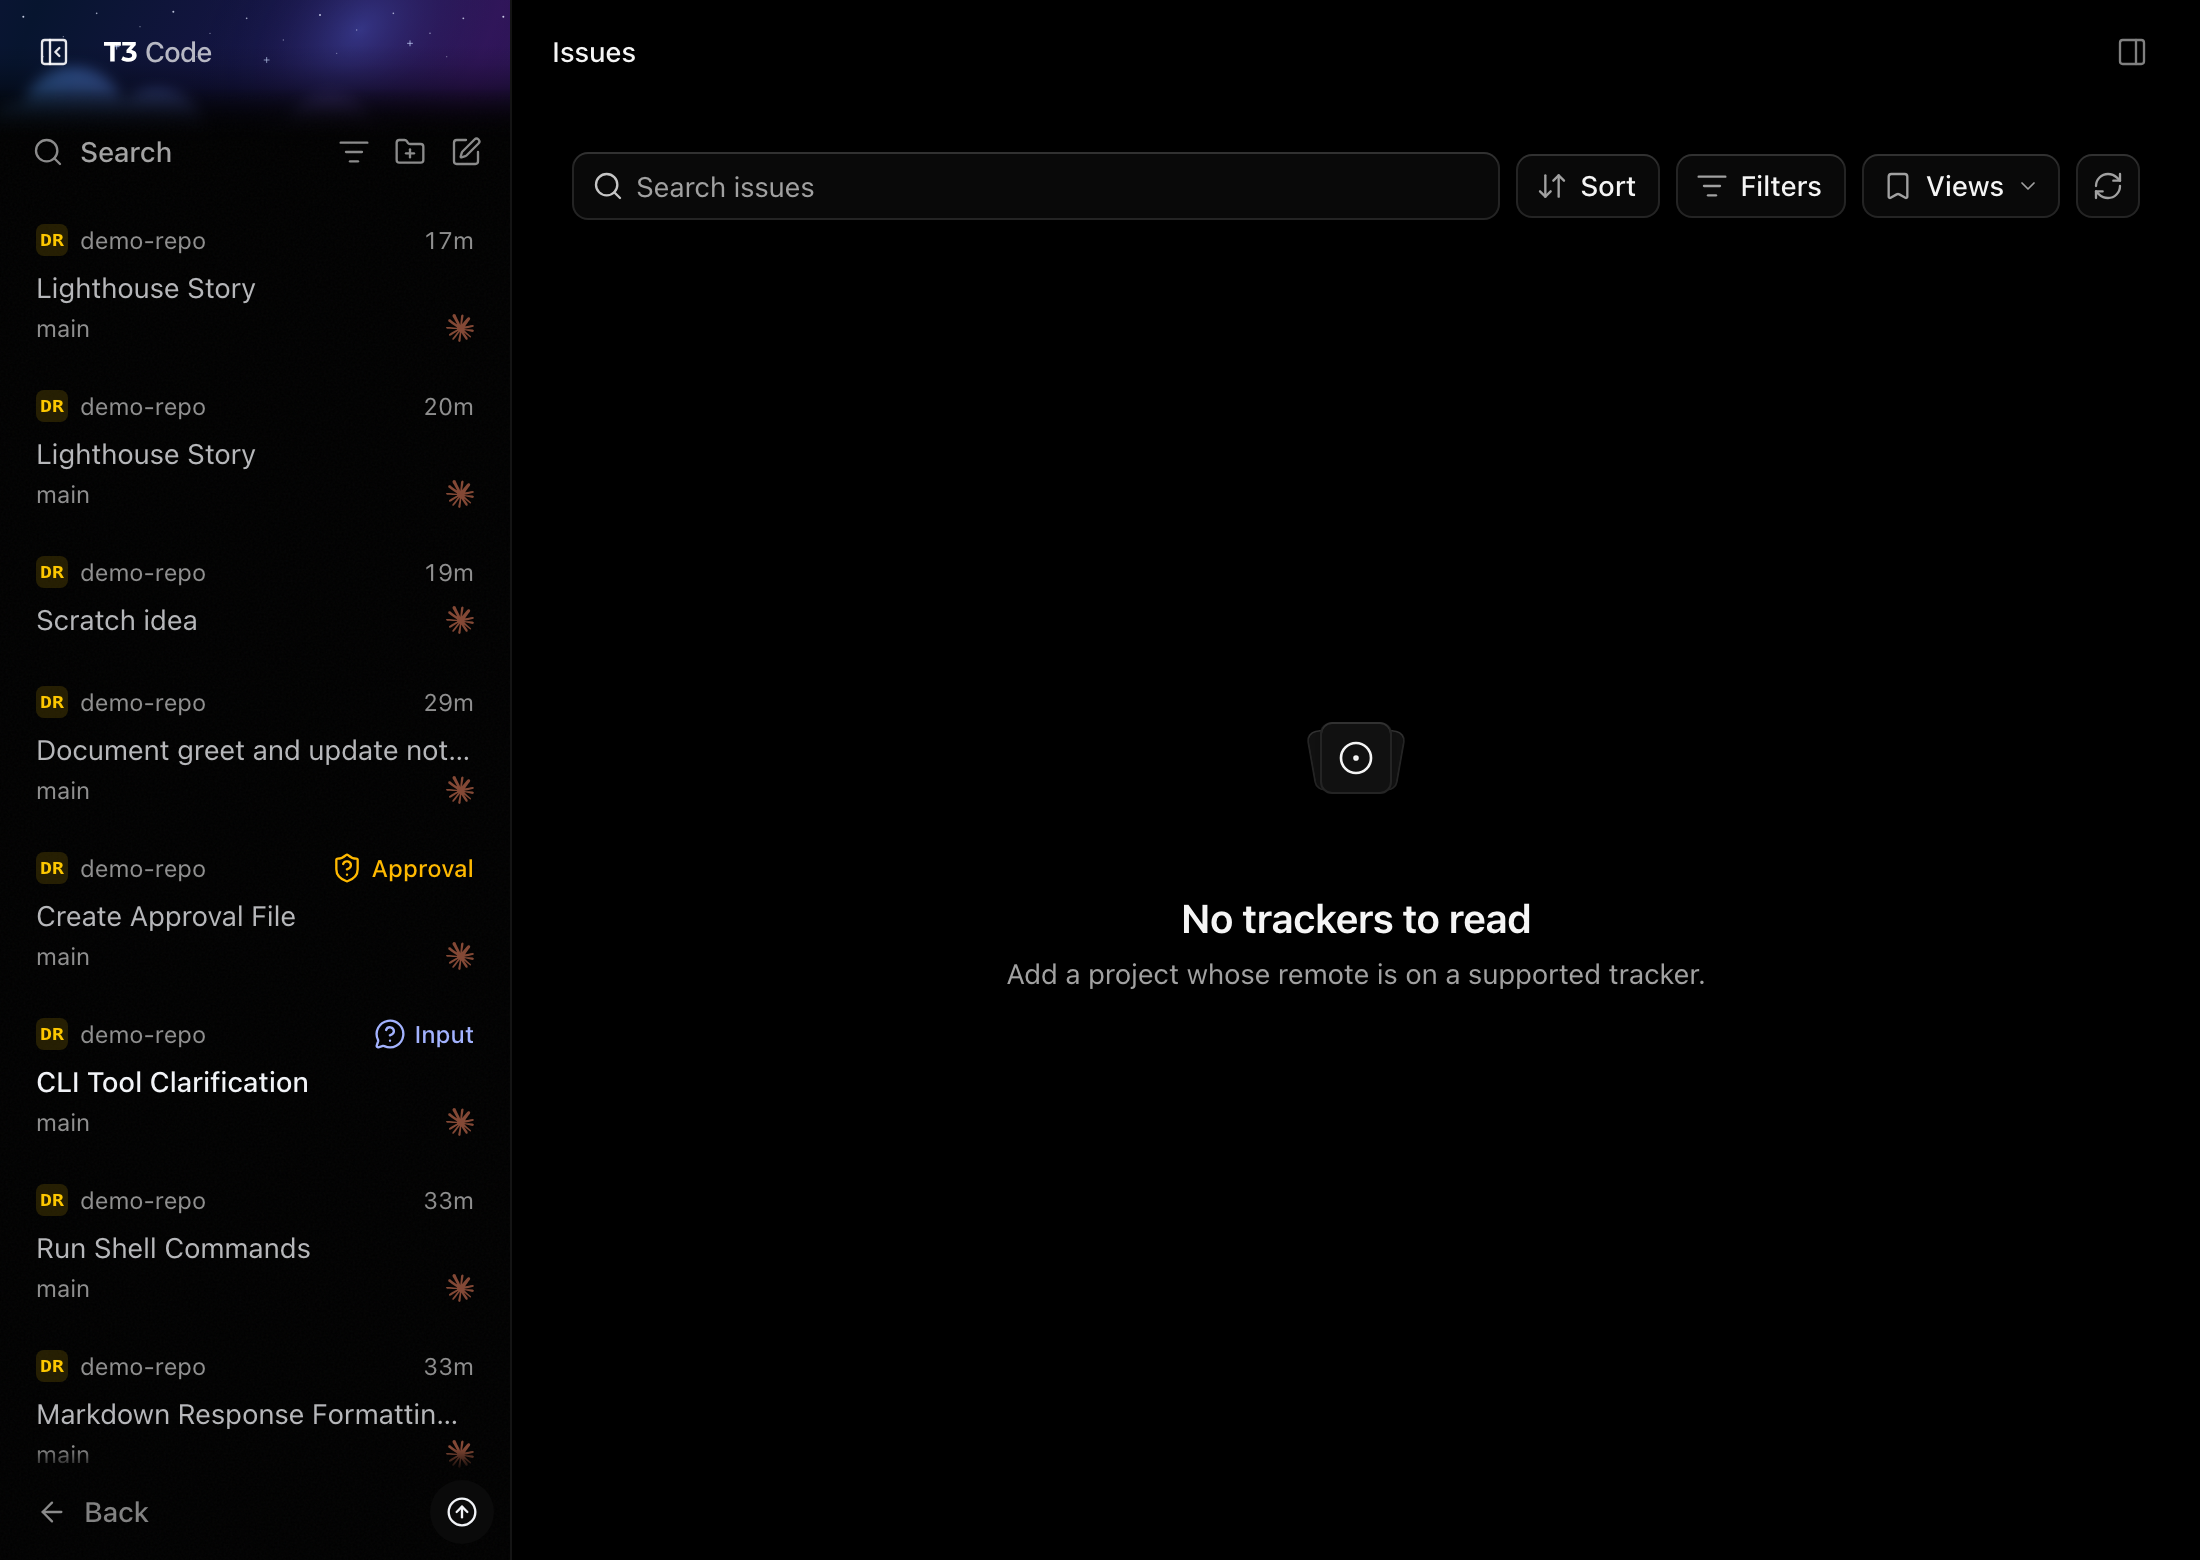 T3 Code
Search
DR demo-repo 17m
Lighthouse Story
main
DR demo-repo 20m
Lighthouse Story
main
DR demo-repo 19m
Scratch idea
DR demo-repo 29m
Document greet and update not...
main
DR demo-repo Approval
Create Approval File
main
DR demo-repo Input
CLI Tool Clarification
main
DR demo-repo 33m
Run Shell Commands
main
DR demo-repo 33m
Markdown Response Formattin...
main
Back
Issues
Search issues
Sort
Filters
Views
No trackers to read
Add a project whose remote is on a supported tracker.